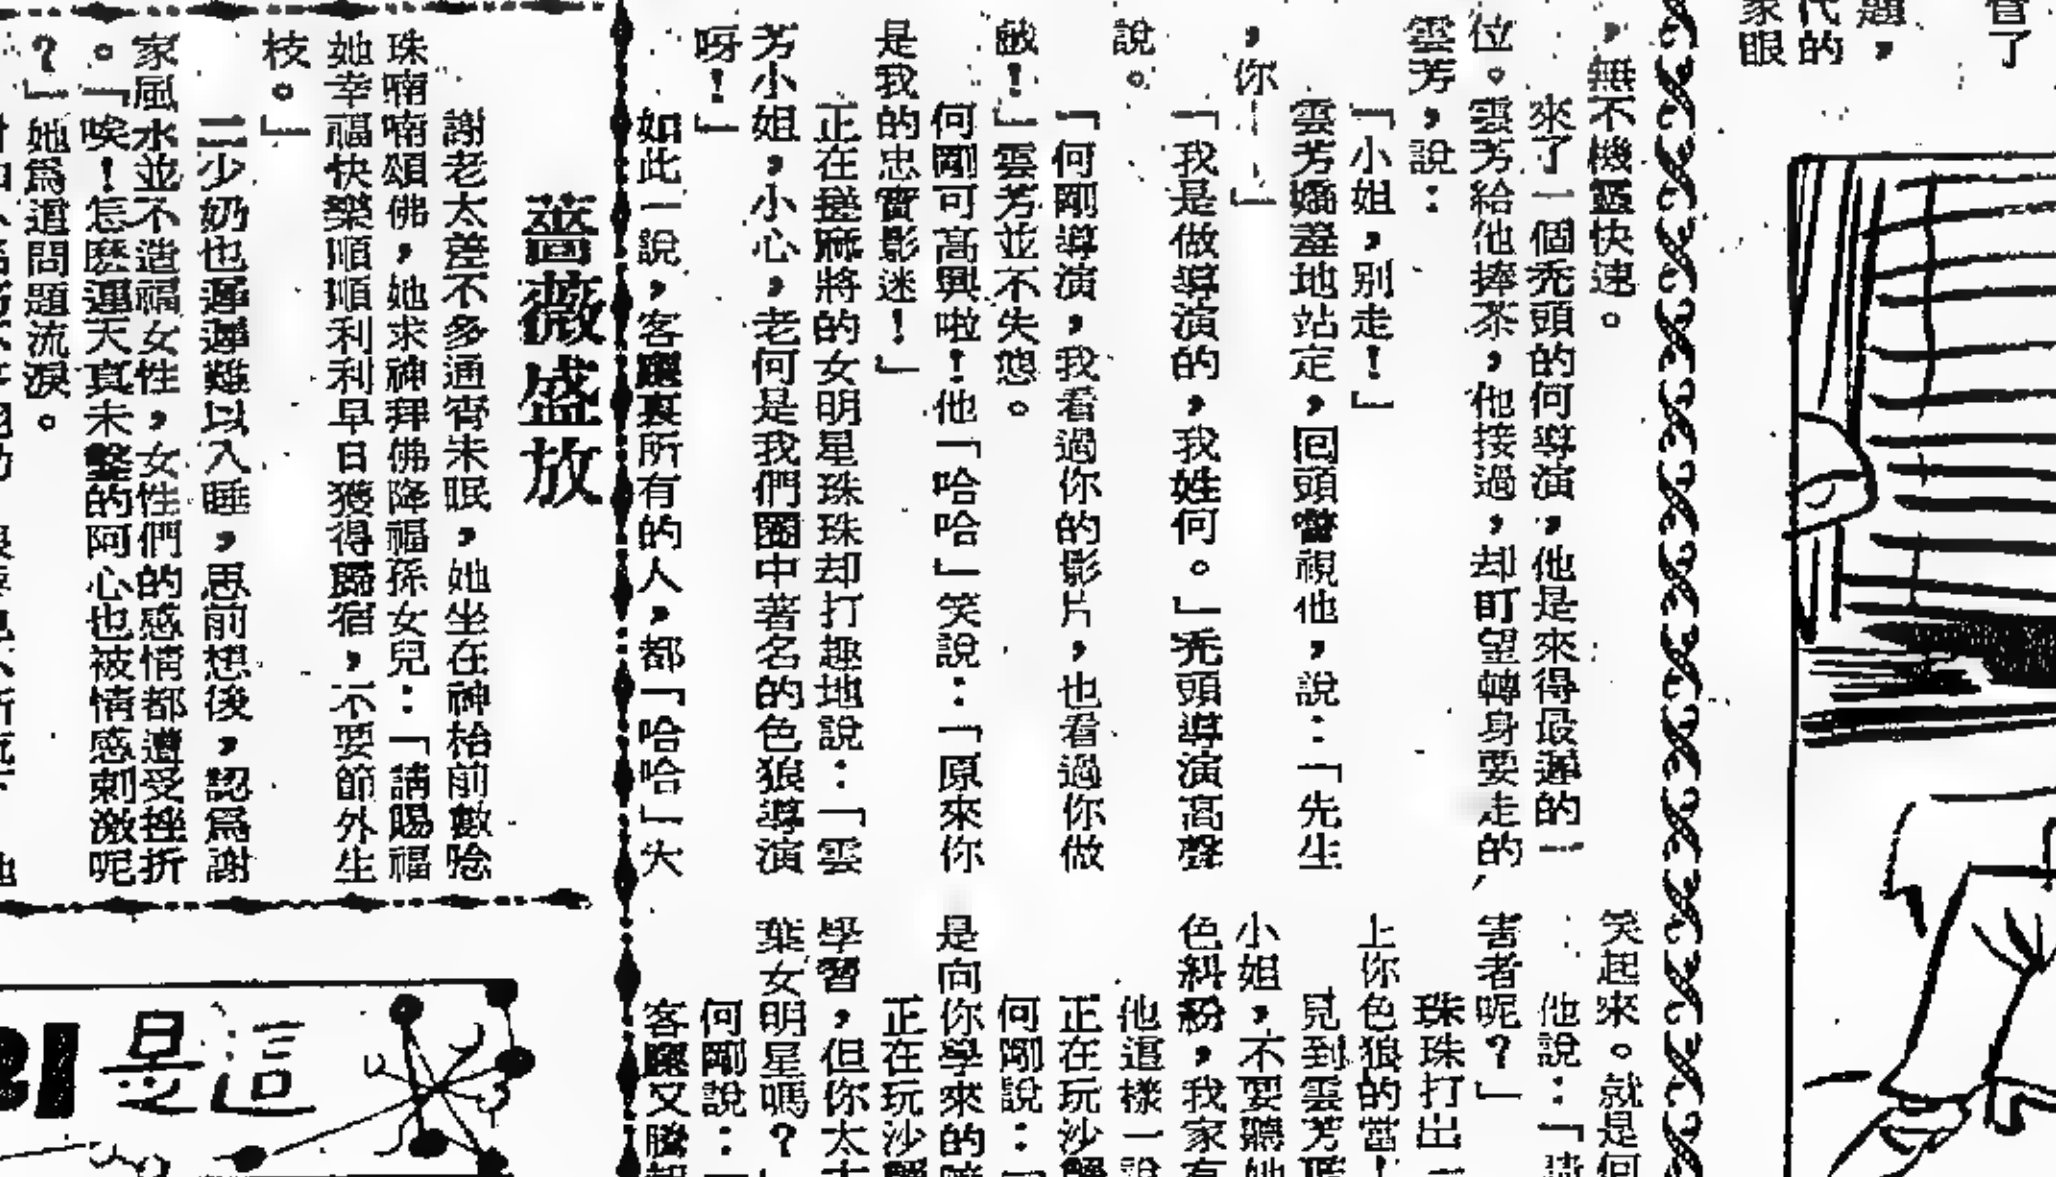 管了
題，
代的
家眼
，無不機靈快速。
來了一個禿頭的何導演，他是來得最遲的一
位。雲芳給他捧茶，他接過，却盯望轉身要走的
雲芳，說：
「小姐，别走！」
雲芳嬌羞地站定，回頭瞥視他，說：「先生
，你——」
「我是做導演的，我姓何。」禿頭導演高聲
說。
「何剛導演，我看過你的影片，也看過你做
戲！」雲芳並不失態。
何剛可高興啦！他「哈哈」笑說：「原來你
是我的忠實影迷！」
正在搓麻將的女明星珠珠却打趣地說：「雲
芳小姐，小心，老何是我們圈中著名的色狼導演
呀！」
如此一說，客廳裏所有的人，都「哈哈」大
笑起來。就是何
他說：「請
害者呢？」
珠珠打出「
上你色狼的當！
見到雲芳
小姐，不要聽她
色糾紛，我家有
他這樣一說
正在玩沙
何剛說：「
是向你學來的
正在玩沙
學習，但你太
葉女明星嗎？
何剛說：「
客廳又騰
薔薇盛放
謝老太差不多通宵未眠，她坐在神枱前數唸
珠喃喃頌佛，她求神拜佛降福孫女兒：「請賜福
她幸福快樂順順利利早日獲得歸宿，不要節外生
枝。」
二少奶也遲遲難以入睡，思前想後，認爲謝
家風水並不造福女性，女性們的感情都遭受挫折
。「唉！怎麽連天真未鑿的阿心也被情感刺激呢
？」她爲這問題流淚。
這是